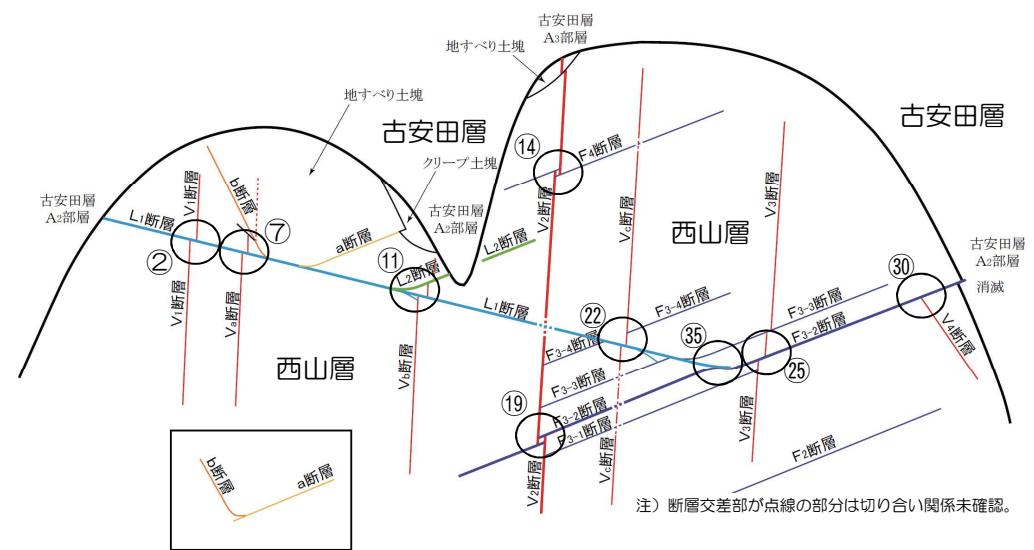 古安田層
A3部層
地すべり土塊
地すべり土塊
古安田層
古安田層
クリープ土塊
⑭
F4断層
b断層
V1断層
古安田層
A2部層
L1断層
②
⑦
a断層
古安田層
A2部層
L2断層
⑪
L2断層
V2断層
Vc断層
V3断層
西山層
古安田層
A2部層
消滅
㉚
V4断層
V1断層
Va断層
L1断層
西山層
Vb断層
㉒
F3-4断層
F3-4断層
F3-3断層
F3-2断層
㉟
㉕
F3-3断層
F3-2断層
F3-1断層
⑲
V2断層
Vc断層
V3断層
F2断層
b断層
a断層
注）断層交差部が点線の部分は切り合い関係未確認。